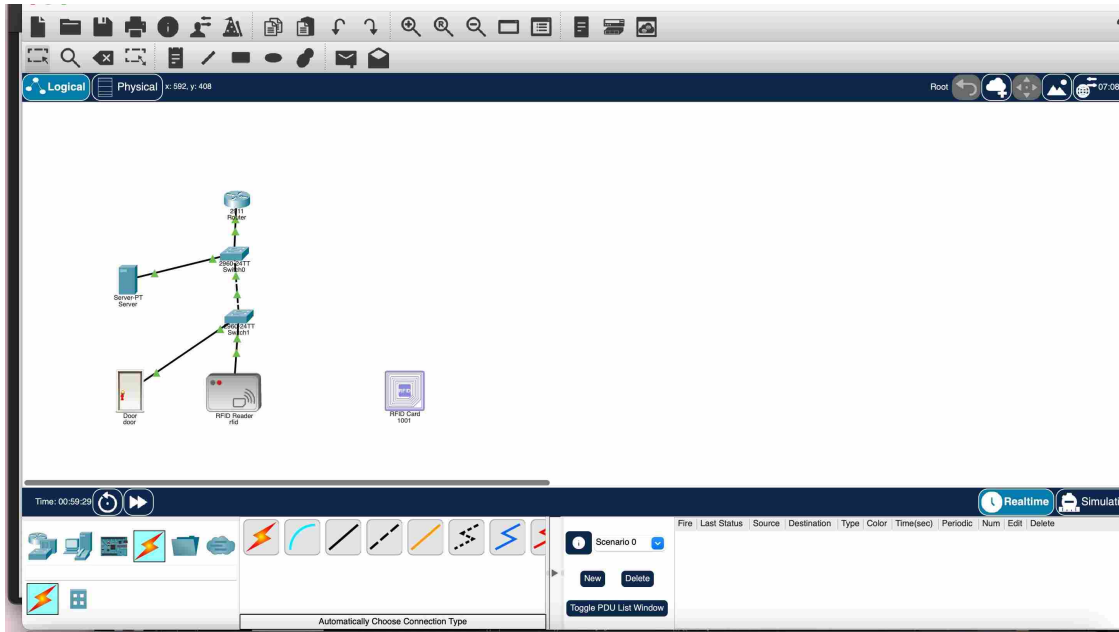 Logical Physical x: 592, y: 408 Root 07:08
2911
Router
2960-24TT
Switch0
Server-PT
Server
2960-24TT
Switch1
Door
door
RFID Reader
rfid
RFID Card
1001
Time: 00:59:29 Realtime Simulati
Fire Last Status Source Destination Type Color Time(sec) Periodic Num Edit Delete
Scenario 0
New Delete
Toggle PDU List Window
Automatically Choose Connection Type